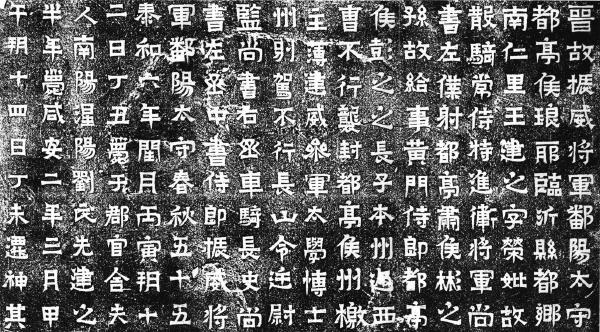 晉故振威將軍鄱陽太守
都亭侯琅耶臨沂縣都鄉
南仁里王建之字榮妣故
散騎常侍特進衛將軍尚
書左僕射都亭肅侯彬之
孫故給事黃門侍郎都亭
侯彭之之長子本州迎西
曹不行襲封都亭侯州檄
主薄建威參軍太學博士
州別駕不行長山令廷尉
監尚書右丞車騎長史尚
書左丞中書侍郎振威將
軍鄱陽太守春秋五十五
泰和六年閏月丙寅朔十
二日丁丑薨于郡官舍夫
人南陽涅陽劉氏先建之
半年薨咸安二年三月甲
午朔十四日丁未遷神其